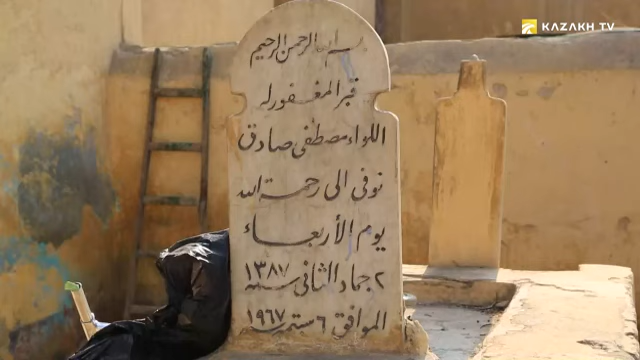 KAZAKH TV
بسم الله الرحمن الرحيم
قبر المغفور له
اللواء مصطفى صادق
توفى الى رحمة الله
يوم الأربعاء
٢ جماد الثانى سنة ١٣٨٧
الموافق ٦ سبتمبر ١٩٦٧